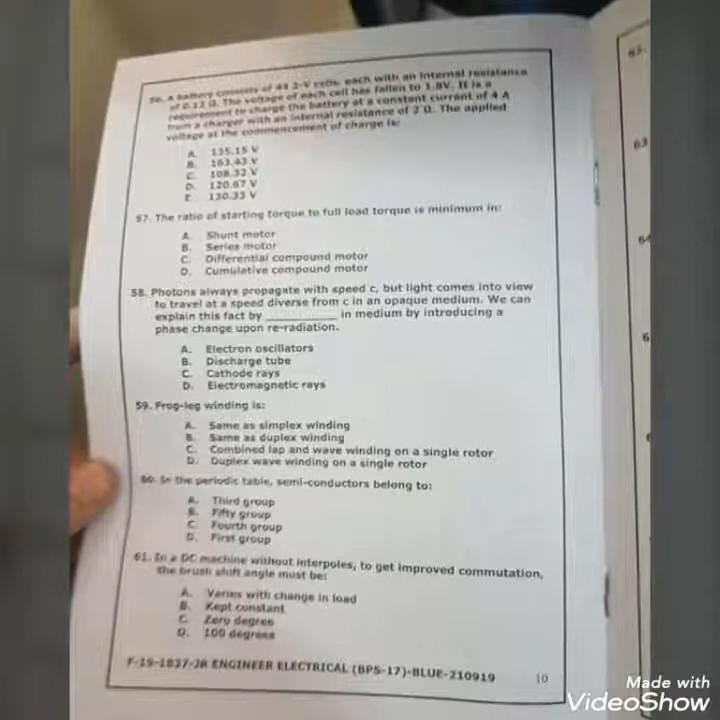 56. A battery consists of 44 2-V cells, each with an internal resistance
of 0.12 Ω. The voltage of each cell has fallen to 1.8V. It is a
requirement to charge the battery at a constant current of 4 A
from a charger with an internal resistance of 2 Ω. The applied
voltage at the commencement of charge is:
A. 135.15 V
B. 163.43 V
C. 108.32 V
D. 120.67 V
E. 130.33 V
57. The ratio of starting torque to full load torque is minimum in:
A. Shunt motor
B. Series motor
C. Differential compound motor
D. Cumulative compound motor
58. Photons always propagate with speed c, but light comes into view
to travel at a speed diverse from c in an opaque medium. We can
explain this fact by __________ in medium by introducing a
phase change upon re-radiation.
A. Electron oscillators
B. Discharge tube
C. Cathode rays
D. Electromagnetic rays
59. Frog-leg winding is:
A. Same as simplex winding
B. Same as duplex winding
C. Combined lap and wave winding on a single rotor
D. Duplex wave winding on a single rotor
60. In the periodic table, semi-conductors belong to:
A. Third group
B. Fifty group
C. Fourth group
D. First group
61. In a DC machine without interpoles, to get improved commutation,
the brush shift angle must be:
A. Varies with change in load
B. Kept constant
C. Zero degree
D. 100 degrees
F-19-1837-JR ENGINEER ELECTRICAL (BPS-17)-BLUE-210919 10
63
Made with
VideoShow